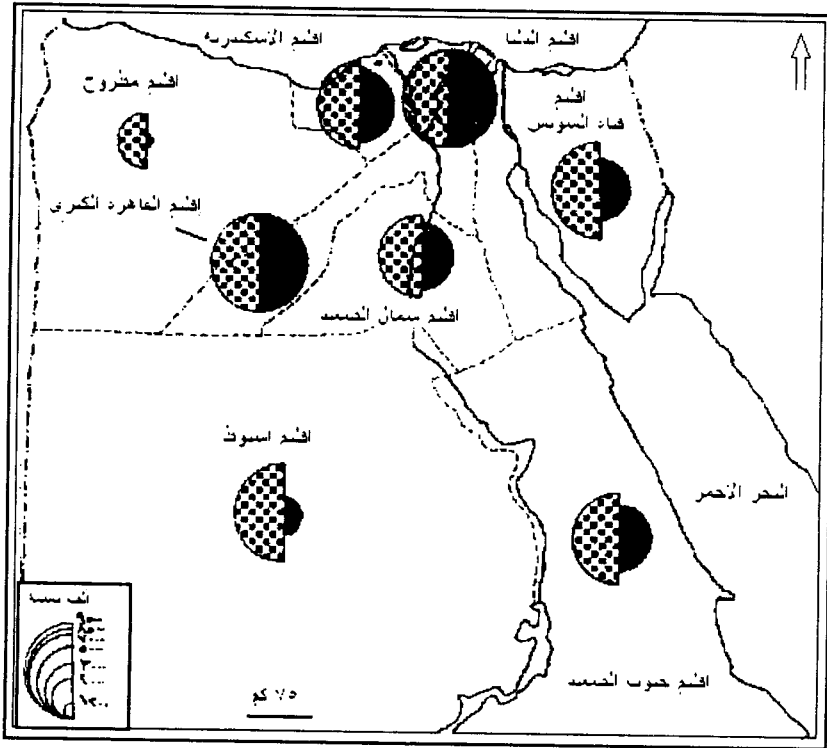 اقليم الاسكندرية
اقليم الدلتا
اقليم مطروح
اقليم
قناة السويس
إقليم القاهرة الكبرى
اقليم شمال الصعيد
اقليم اسيوط
البحر الاحمر
اقليم جنوب الصعيد
الف نسمة
٧٥ كم